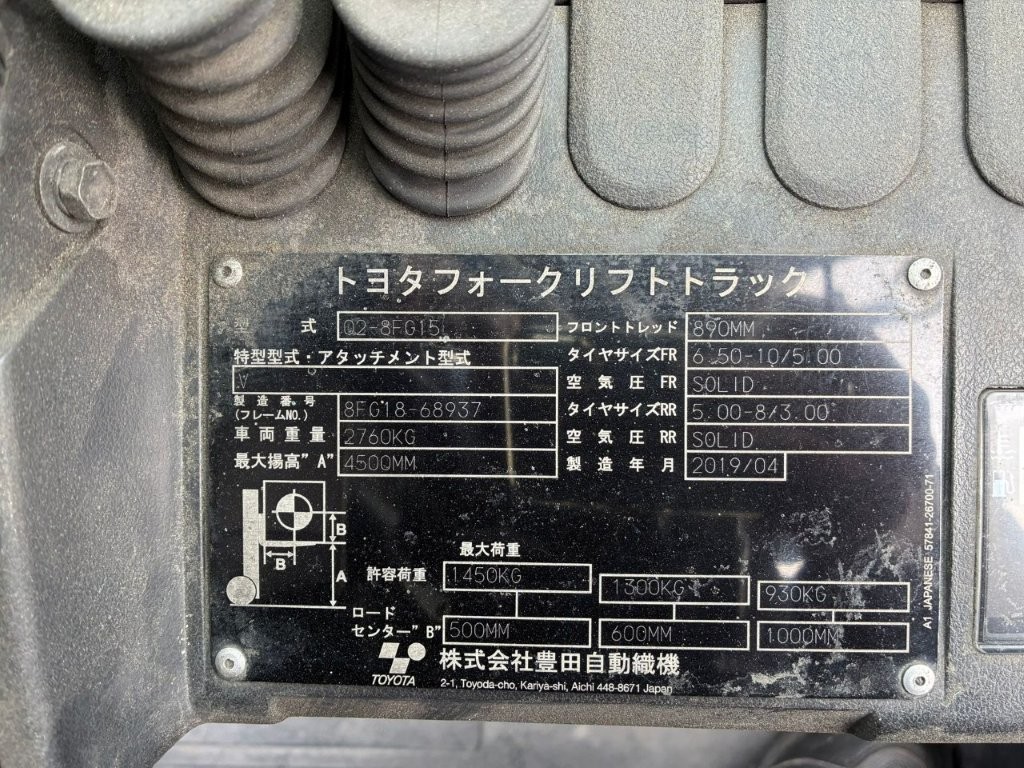 トヨタフォークリフトトラック
型式 02-8FG15 フロントトレッド 890MM
特型型式：アタッチメント型式 タイヤサイズFR 6.50-10/5.00
V 空気圧FR SOLID
製造番号(フレームNO.) 8FG18-68937 タイヤサイズRR 5.00-8/3.00
車両重量 2760KG 空気圧RR SOLID
最大揚高"A" 4500MM 製造年月 2019/04
B
B
A
最大荷重
許容荷重 1450KG 1300KG 930KG
ロード
センター"B" 500MM 600MM 1000MM
TOYOTA 株式会社豊田自動織機
2-1, Toyoda-cho, Kariya-shi, Aichi 448-8671 Japan
A1 JAPANESE 57841-26700-71